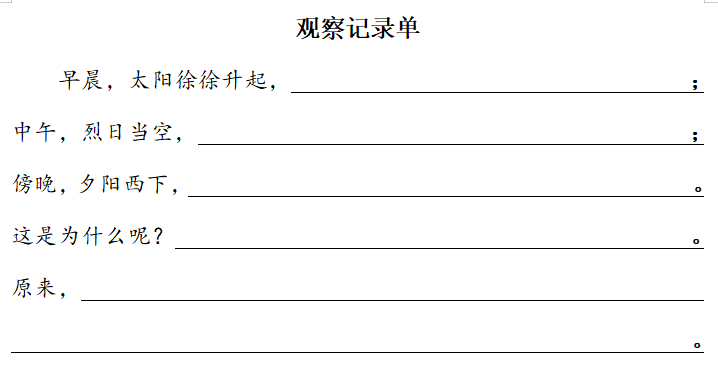 观察记录单
早晨，太阳徐徐升起，；
中午，烈日当空，；
傍晚，夕阳西下，。
这是为什么呢？。
原来，
。